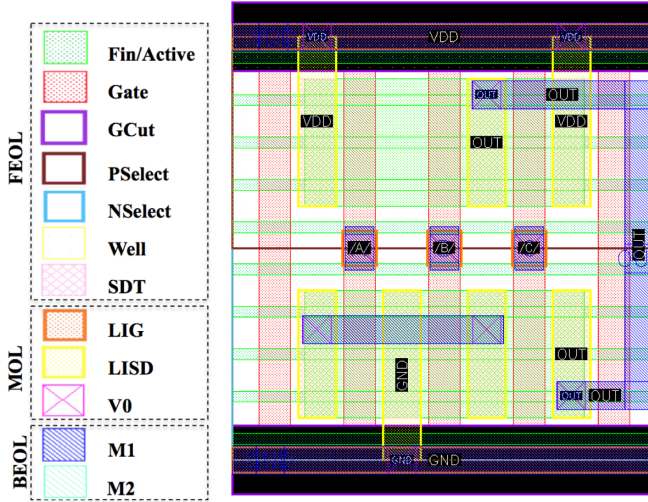 FEOL
Fin/Active
Gate
GCut
PSelect
NSelect
Well
SDT
MOL
LIG
LISD
V0
BEOL
M1
M2
VDD
VDD
VDD
OUT
OUT
VDD
OUT
VDD
/A/
/B/
/C/
OUT
GND
OUT
OUT
OUT
GND
GND